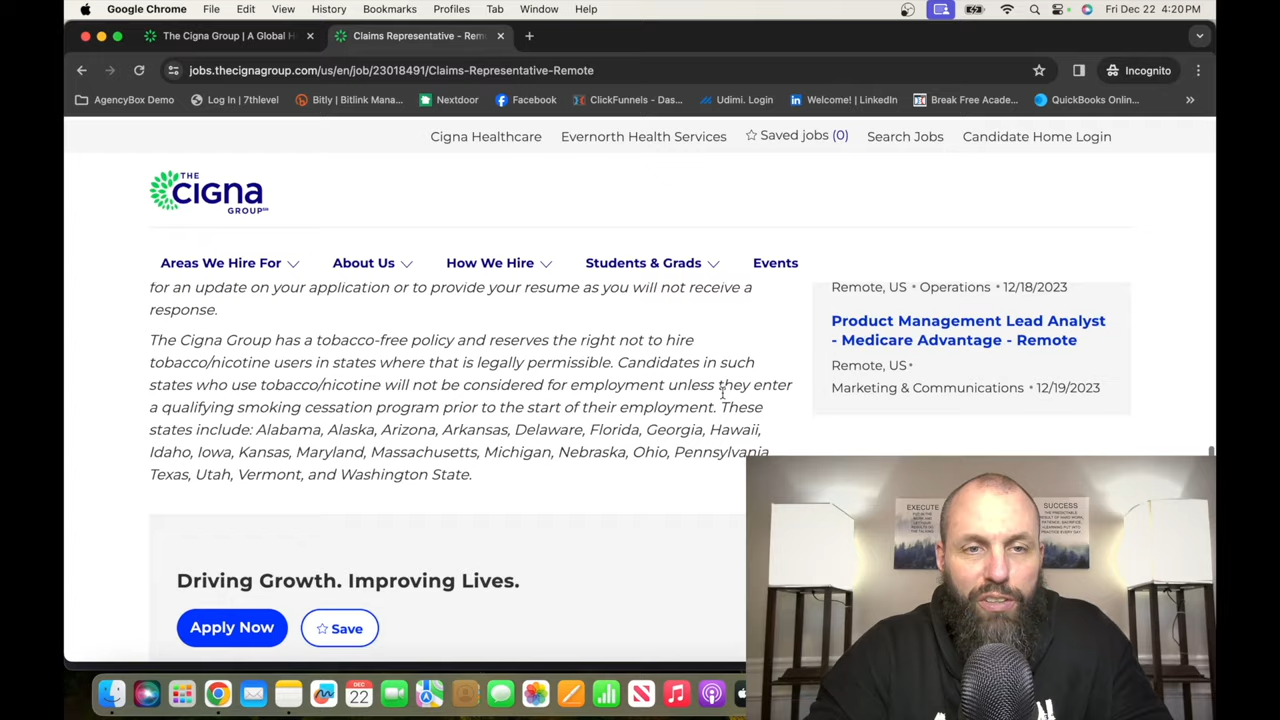 Google Chrome File Edit View History Bookmarks Profiles Tab Window Help Fri Dec 22 4:20 PM
The Cigna Group | A Global H Claims Representative - Rem
jobs.thecignagroup.com/us/en/job/23018491/Claims-Representative-Remote Incognito
AgencyBox Demo Log In | 7thlevel Bitly | Bitlink Mana... Nextdoor Facebook ClickFunnels - Das... Udimi. Login Welcome! | LinkedIn Break Free Acade... QuickBooks Onlin... »
Cigna Healthcare Evernorth Health Services Saved jobs (0) Search Jobs Candidate Home Login
THE
Cigna
GROUP
Areas We Hire For About Us How We Hire Students & Grads Events
for an update on your application or to provide your resume as you will not receive a
response.
The Cigna Group has a tobacco-free policy and reserves the right not to hire
tobacco/nicotine users in states where that is legally permissible. Candidates in such
states who use tobacco/nicotine will not be considered for employment unless they enter
a qualifying smoking cessation program prior to the start of their employment. These
states include: Alabama, Alaska, Arizona, Arkansas, Delaware, Florida, Georgia, Hawaii,
Idaho, Iowa, Kansas, Maryland, Massachusetts, Michigan, Nebraska, Ohio, Pennsylvania
Texas, Utah, Vermont, and Washington State.
Remote, US • Operations • 12/18/2023
Product Management Lead Analyst
- Medicare Advantage - Remote
Remote, US •
Marketing & Communications • 12/19/2023
Driving Growth. Improving Lives.
Apply Now Save
EXECUTE
SUCCESS
DEC
22